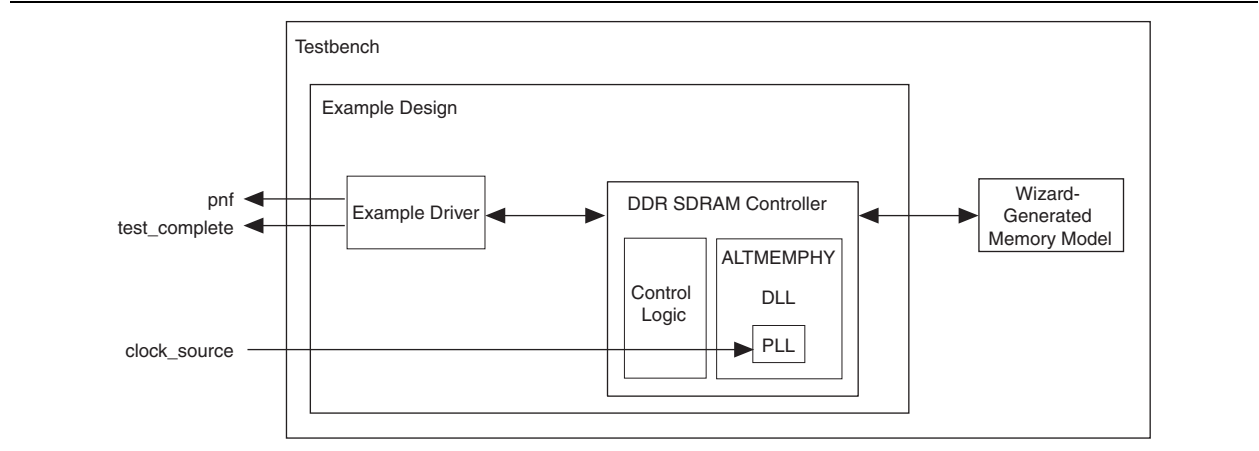 Testbench
Example Design
pnf
test_complete
Example Driver
DDR SDRAM Controller
Wizard-
Generated
Memory Model
Control
Logic
ALTMEMPHY
DLL
PLL
clock_source